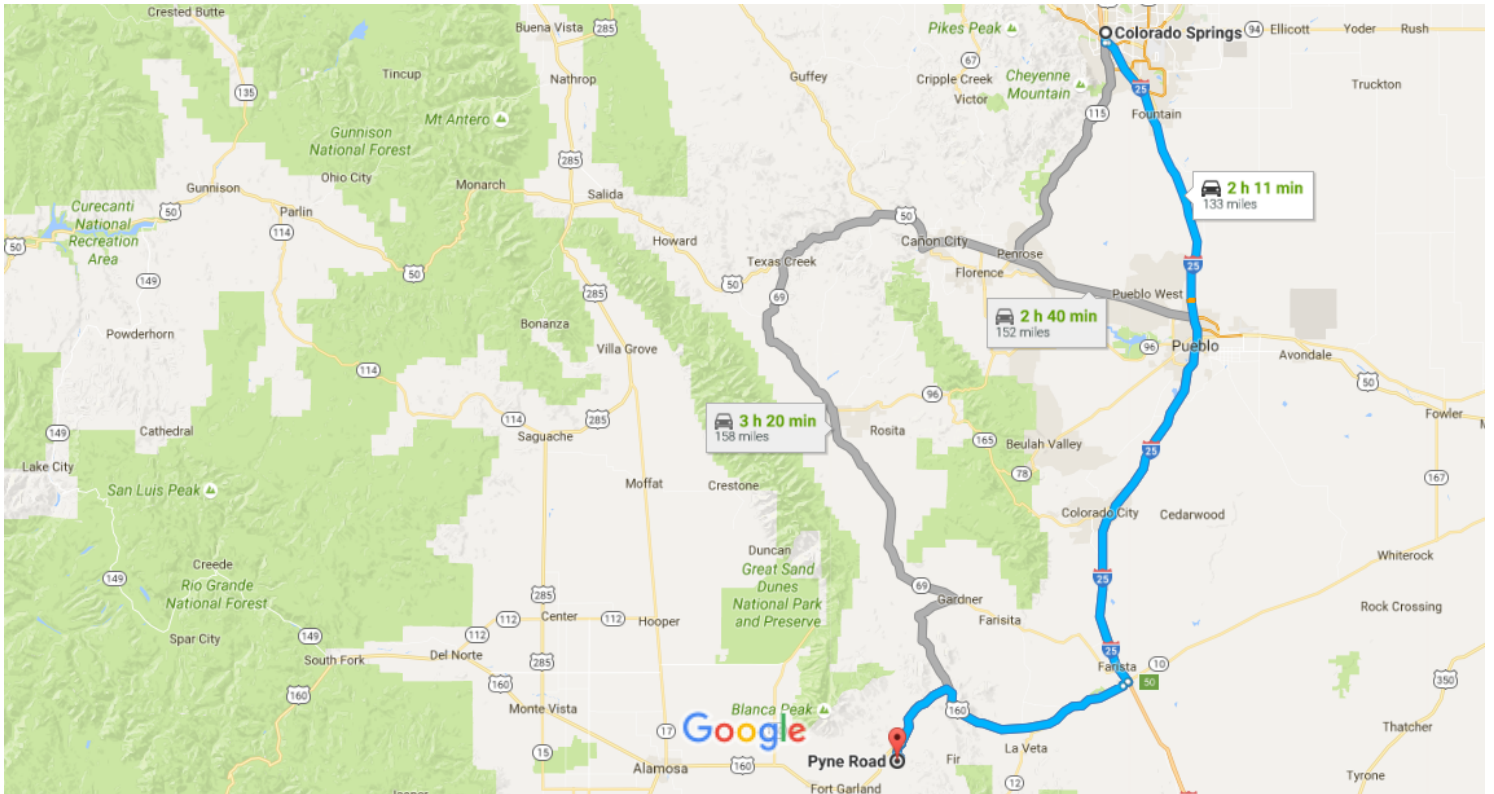 Crested Butte
Buena Vista
285
Pikes Peak
Colorado Springs
94
Ellicott
Yoder
Rush
Tincup
Nathrop
Guffey
67
Cripple Creek
Victor
Cheyenne
Mountain
25
Truckton
135
Mt Antero
115
Fountain
Gunnison
National Forest
285
Ohio City
Monarch
Salida
2 h 11 min
133 miles
Gunnison
Curecanti
National
Recreation
Area
50
Parlin
114
50
50
Cañon City
Howard
Texas Creek
Penrose
Florence
50
149
50
69
25
Pueblo West
2 h 40 min
152 miles
285
Powderhorn
Bonanza
Villa Grove
96
Pueblo
Avondale
50
114
3 h 20 min
158 miles
96
Fowler
149
Cathedral
114
285
Saguache
Rosita
165
Beulah Valley
25
Lake City
San Luis Peak
Moffat
Crestone
78
167
Colorado City
Cedarwood
Duncan
Great Sand
Dunes
National Park
and Preserve
Whiterock
Creede
149
Rio Grande
National Forest
25
285
69
Gardner
Rock Crossing
112
Center
112
Hooper
Farisita
Spar City
149
112
South Fork
Del Norte
285
25
Farista
10
50
350
160
160
Monte Vista
Blanca Peak
160
17
Google
La Veta
Thatcher
15
Alamosa
160
Pyne Road
Fir
12
Tyrone
Fort Garland